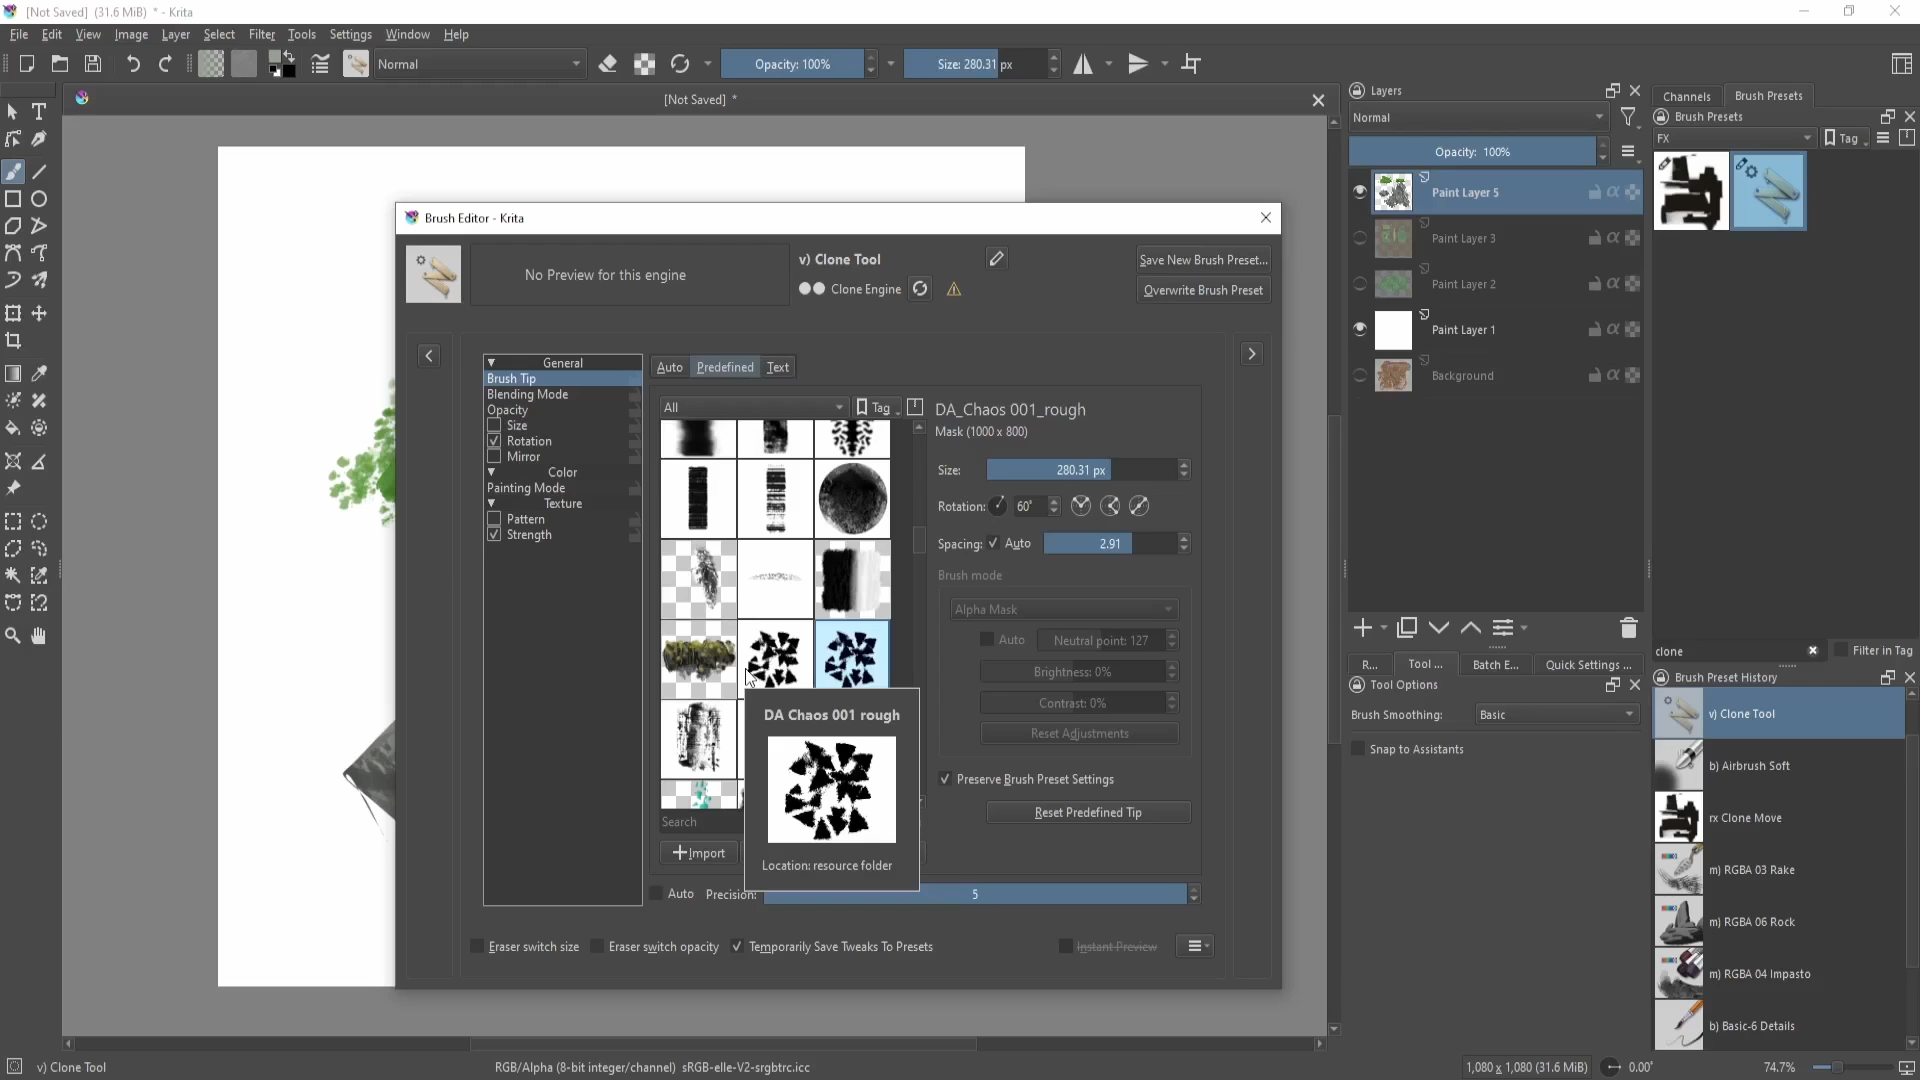 [Not Saved]  (31.6 MiB)  * - Krita
File Edit View Image Layer Select Filter Tools Settings Window Help
Normal Opacity: 100% Size: 280.31 px
[Not Saved]  *
Layers
Normal
Opacity:  100%
Paint Layer 5
Paint Layer 3
Paint Layer 2
Paint Layer 1
Background
Channels Brush Presets
Brush Presets
FX Tag
Brush Editor - Krita
No Preview for this engine
v) Clone Tool
Clone Engine
Save New Brush Preset...
Overwrite Brush Preset
General
Brush Tip
Blending Mode
Opacity
Size
Rotation
Mirror
Color
Painting Mode
Texture
Pattern
Strength
Auto Predefined Text
All Tag
Search
Import
DA_Chaos 001_rough
Mask (1000 x 800)
Size: 280.31 px
Rotation: 60°
Spacing: Auto 2.91
Brush mode
Alpha Mask
Auto Neutral point: 127
Brightness: 0%
Contrast: 0%
Reset Adjustments
Preserve Brush Preset Settings
Reset Predefined Tip
DA Chaos 001 rough
Location: resource folder
Auto Precision: 5
Eraser switch size Eraser switch opacity Temporarily Save Tweaks To Presets Instant Preview
R... Tool ... Batch E... Quick Settings ...
Tool Options
Brush Smoothing: Basic
Snap to Assistants
clone Filter in Tag
Brush Preset History
v) Clone Tool
b) Airbrush Soft
rx Clone Move
m) RGBA 03 Rake
m) RGBA 06 Rock
m) RGBA 04 Impasto
b) Basic-6 Details
v) Clone Tool RGB/Alpha (8-bit integer/channel)  sRGB-elle-V2-srgbtrc.icc 1,080 x 1,080 (31.6 MiB) 0.00° 74.7%